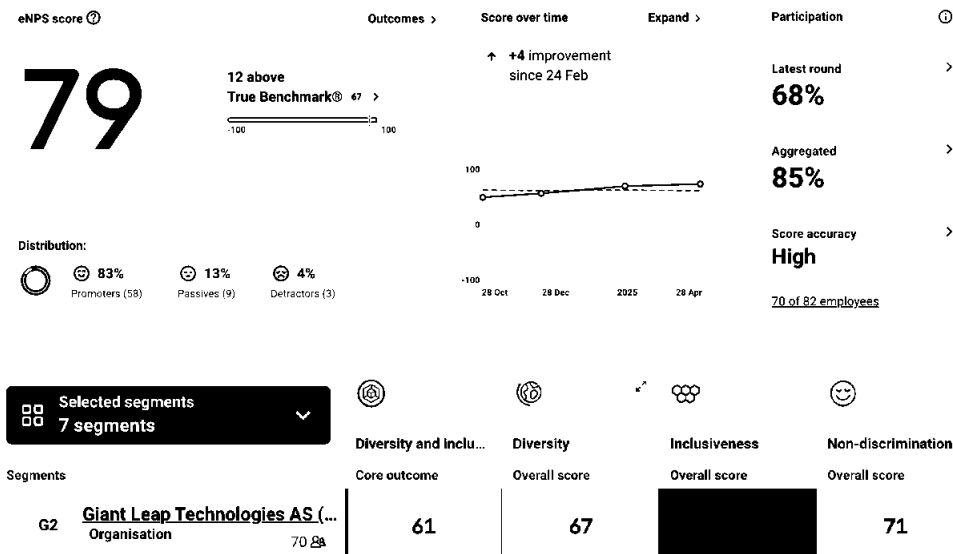 eNPS score
Outcomes
79
12 above
True Benchmark® 67
-100
100
Distribution:
83%
Promoters (58)
13%
Passives (9)
4%
Detractors (3)
Score over time
Expand
+4 improvement
since 24 Feb
100
0
-100
28 Oct
28 Dec
2025
28 Apr
Participation
Latest round
68%
Aggregated
85%
Score accuracy
High
70 of 82 employees
Selected segments
7 segments
Diversity and inclu...
Diversity
Inclusiveness
Non-discrimination
Segments
Core outcome
Overall score
Overall score
Overall score
G2
Giant Leap Technologies AS (...
Organisation
70
61
67
71